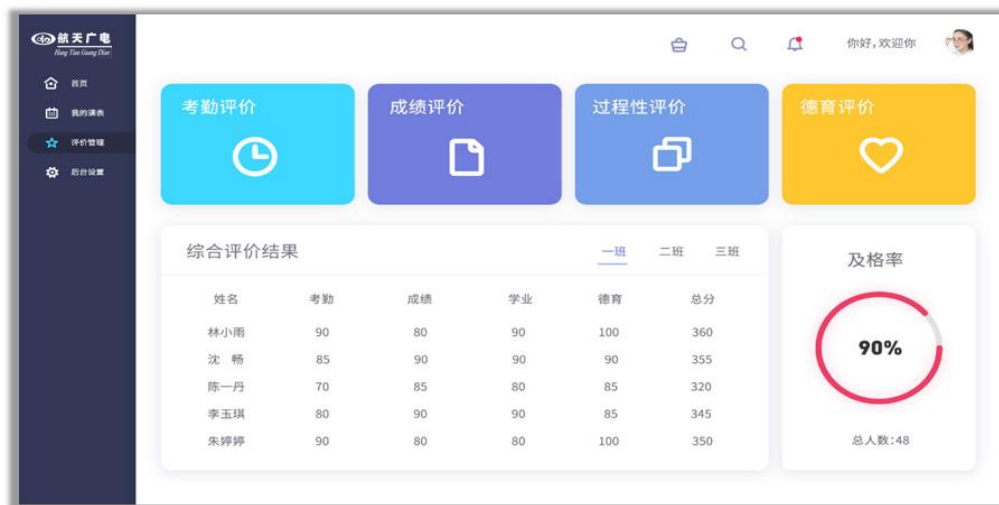 航天广电
Hang Tian Guang Dian
首页
我的课表
评价管理
后台设置
你好,欢迎你
考勤评价
成绩评价
过程性评价
德育评价
综合评价结果
一班 二班 三班
姓名 考勤 成绩 学业 德育 总分
林小雨 90 80 90 100 360
沈 畅 85 90 90 90 355
陈一丹 70 85 80 85 320
李玉琪 80 90 90 85 345
朱婷婷 90 80 80 100 350
及格率
90%
总人数:48